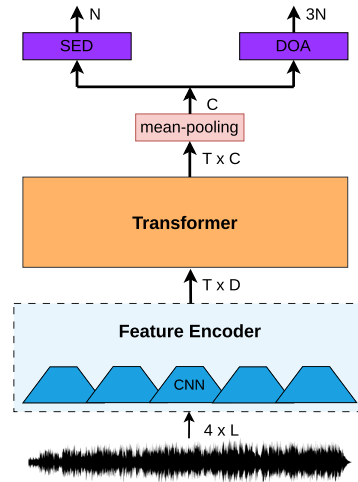 N
3N
SED
DOA
C
mean-pooling
T x C
Transformer
T x D
Feature Encoder
CNN
4 x L